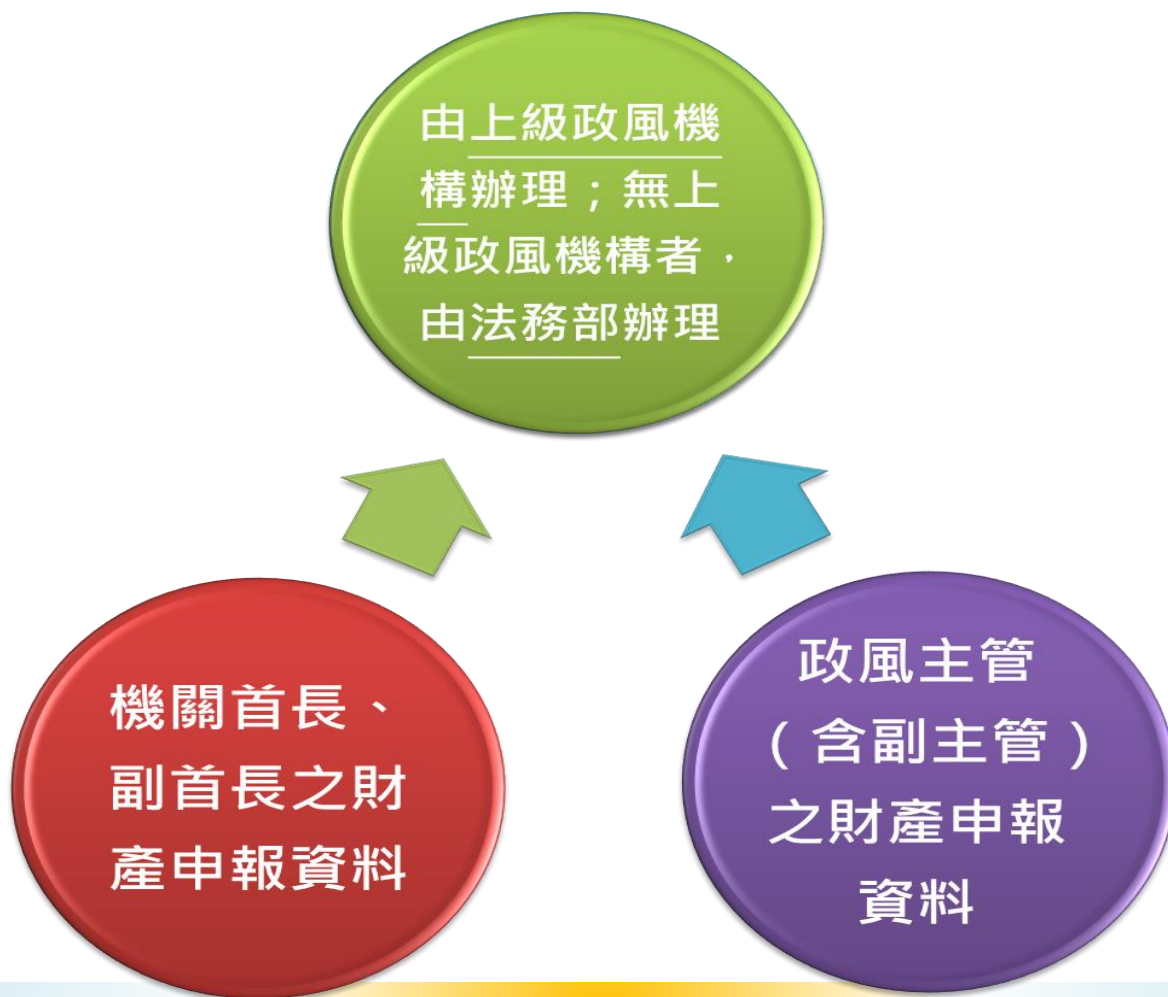 由上級政風機
構辦理；無上
級政風機構者，
由法務部辦理
機關首長、
副首長之財
產申報資料
政風主管
（含副主管）
之財產申報
資料